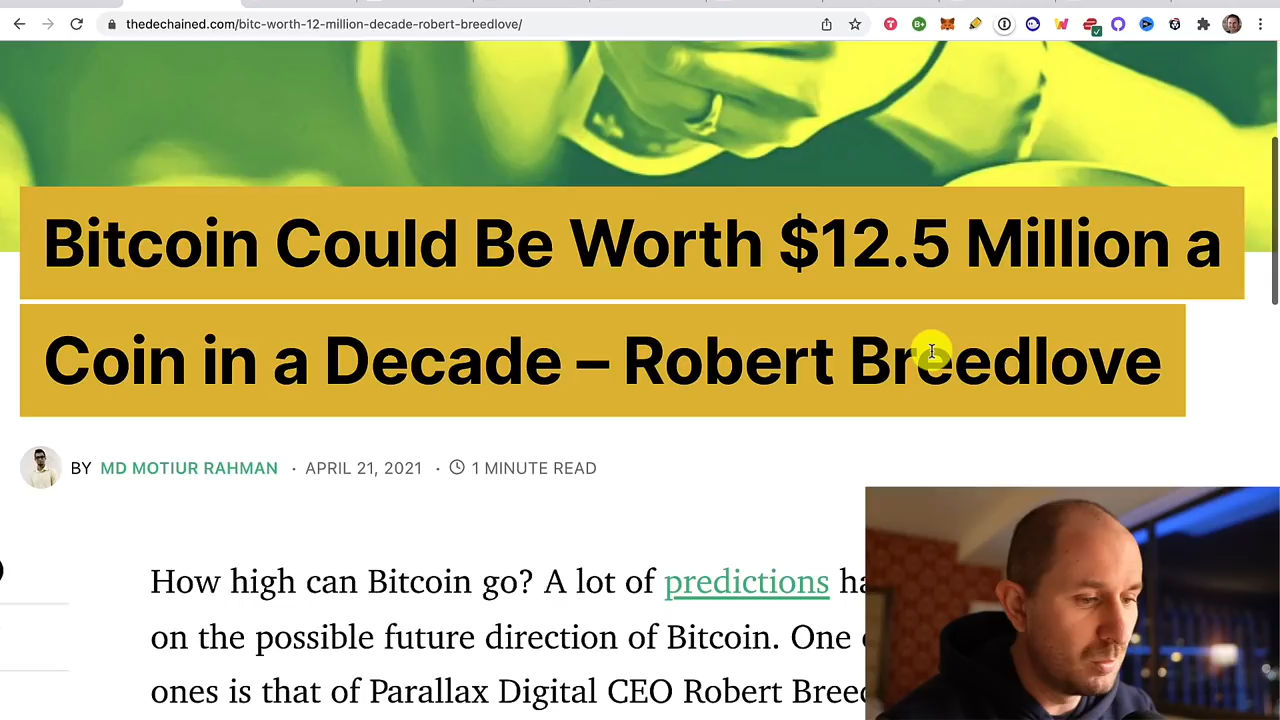 thedechained.com/bitc-worth-12-million-decade-robert-breedlove/
Bitcoin Could Be Worth $12.5 Million a
Coin in a Decade – Robert Breedlove
BY MD MOTIUR RAHMAN · APRIL 21, 2021 · 1 MINUTE READ
How high can Bitcoin go? A lot of predictions
on the possible future direction of Bitcoin. One
ones is that of Parallax Digital CEO Robert